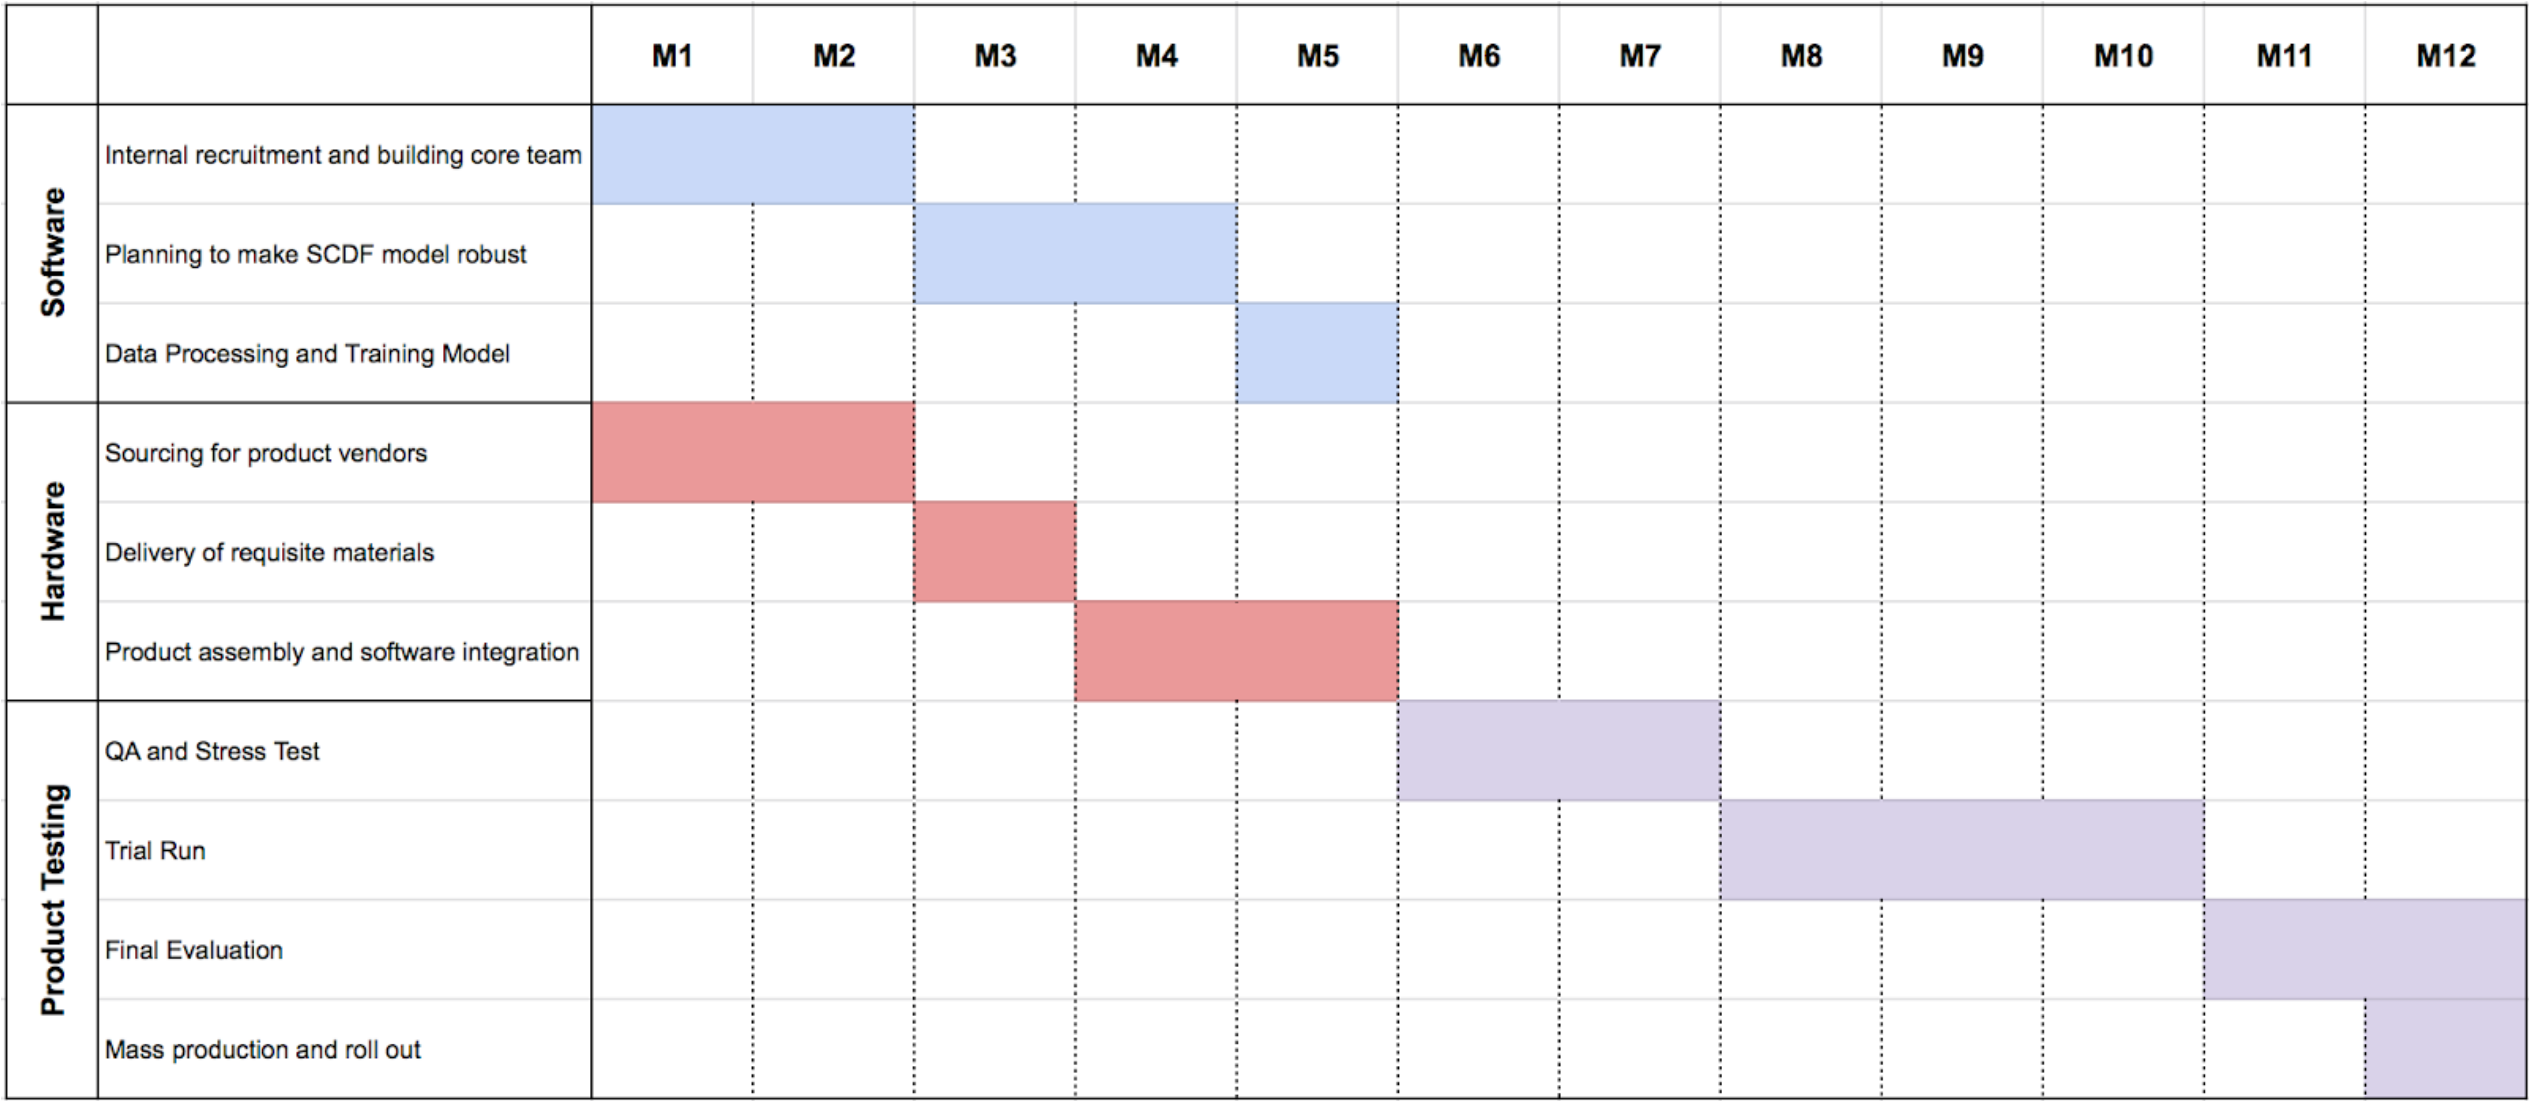 M1 M2 M3 M4 M5 M6 M7 M8 M9 M10 M11 M12
Software
Internal recruitment and building core team
Planning to make SCDF model robust
Data Processing and Training Model
Hardware
Sourcing for product vendors
Delivery of requisite materials
Product assembly and software integration
Product Testing
QA and Stress Test
Trial Run
Final Evaluation
Mass production and roll out